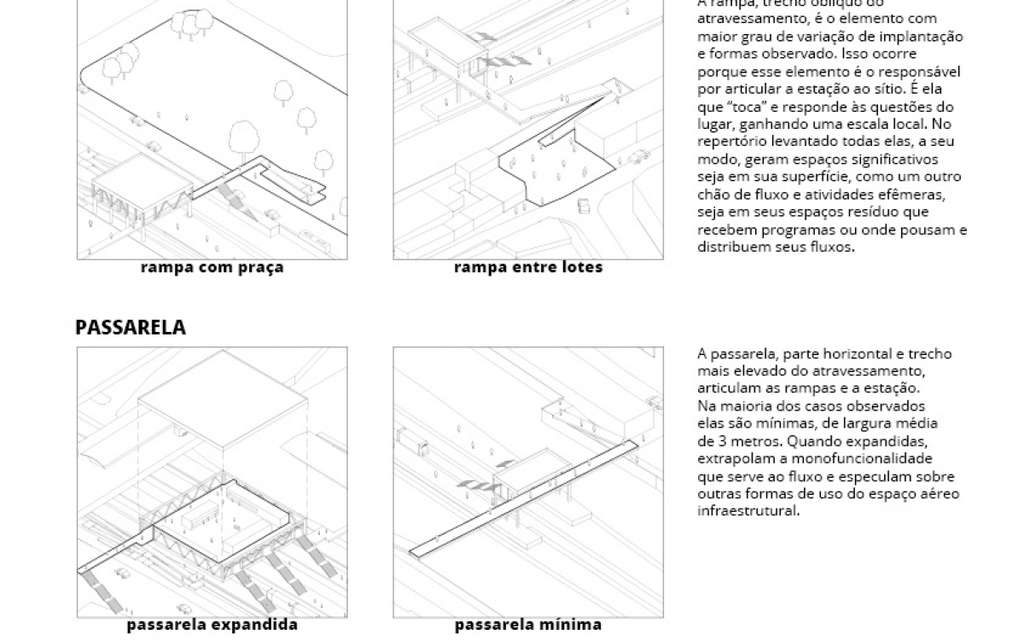 A rampa, trecho oblíquo do
atravessamento, é o elemento com
maior grau de variação de implantação
e formas observado. Isso ocorre
porque esse elemento é o responsável
por articular a estação ao sítio. É ela
que “toca” e responde às questões do
lugar, ganhando uma escala local. No
repertório levantado todas elas, a seu
modo, geram espaços significativos
seja em sua superfície, como um outro
chão de fluxo e atividades efêmeras,
seja em seus espaços resíduo que
recebem programas ou onde pousam e
distribuem seus fluxos.
rampa com praça
rampa entre lotes
PASSARELA
A passarela, parte horizontal e trecho
mais elevado do atravessamento,
articulam as rampas e a estação.
Na maioria dos casos observados
elas são mínimas, de largura média
de 3 metros. Quando expandidas,
extrapolam a monofuncionalidade
que serve ao fluxo e especulam sobre
outras formas de uso do espaço aéreo
infraestrutural.
passarela expandida
passarela mínima